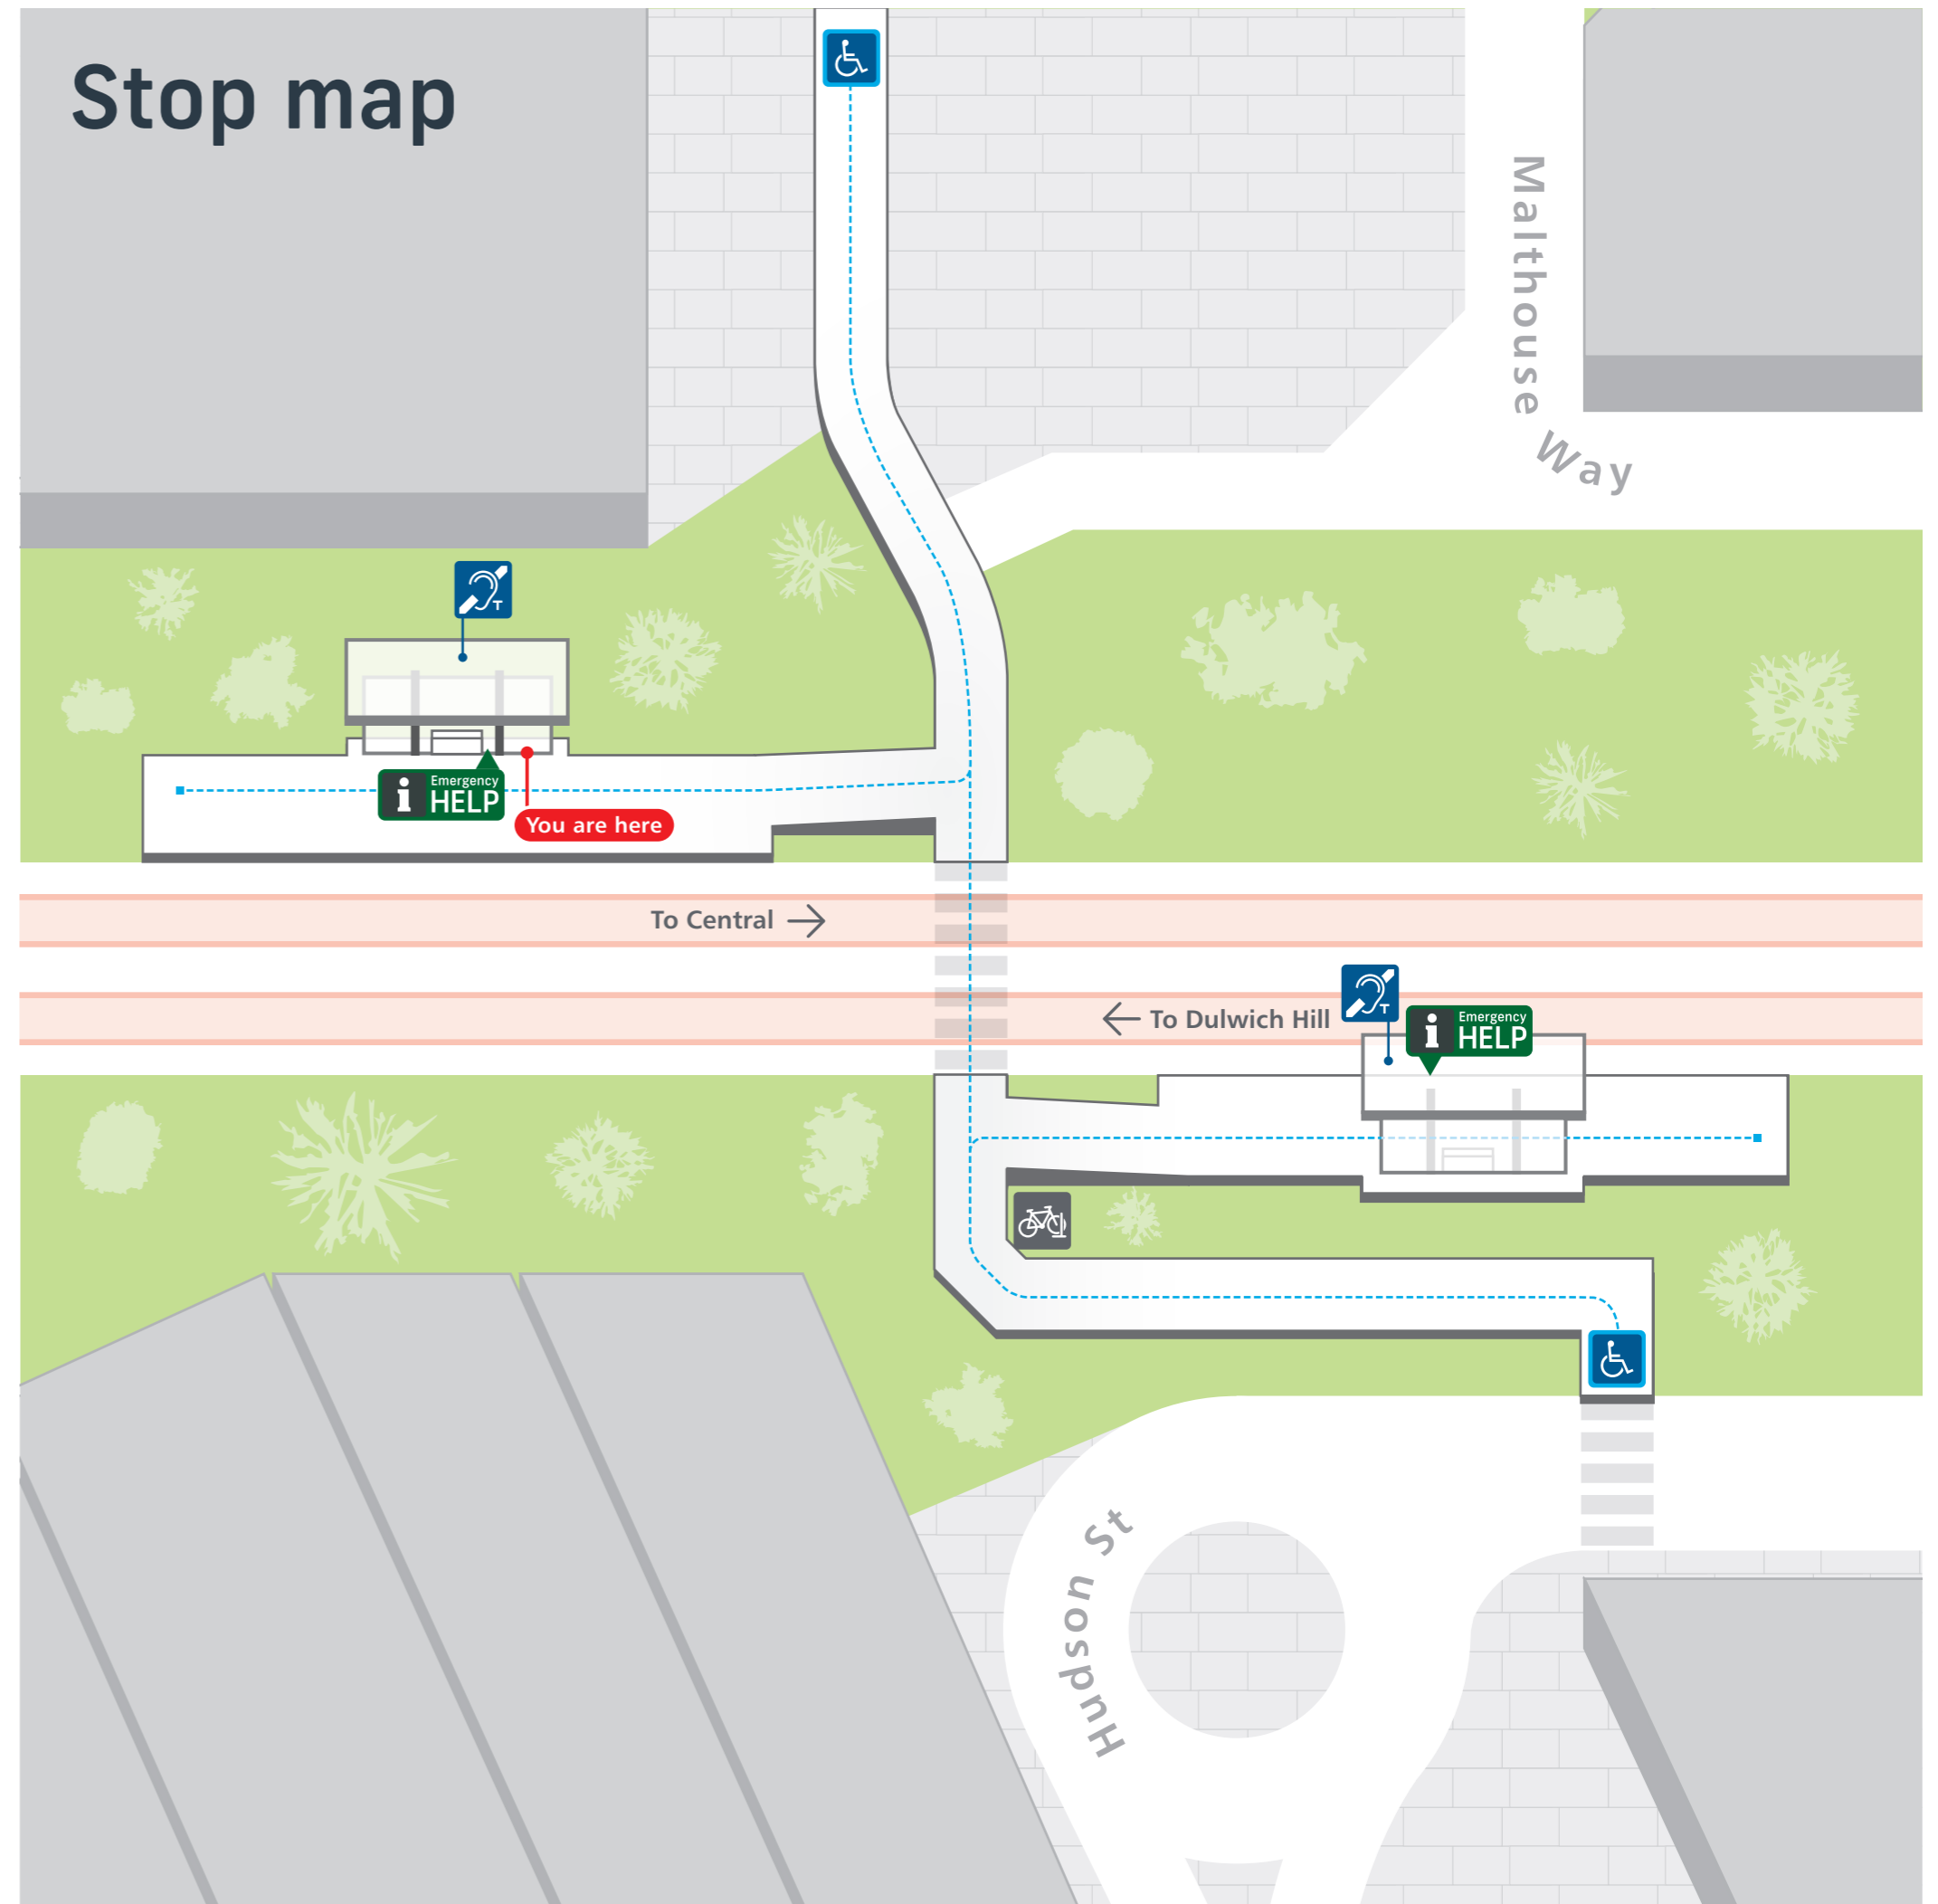 Stop map
Malthouse Way
T
i Emergency
HELP
You are here
To Central
To Dulwich Hill
T
i Emergency
HELP
Hudson St